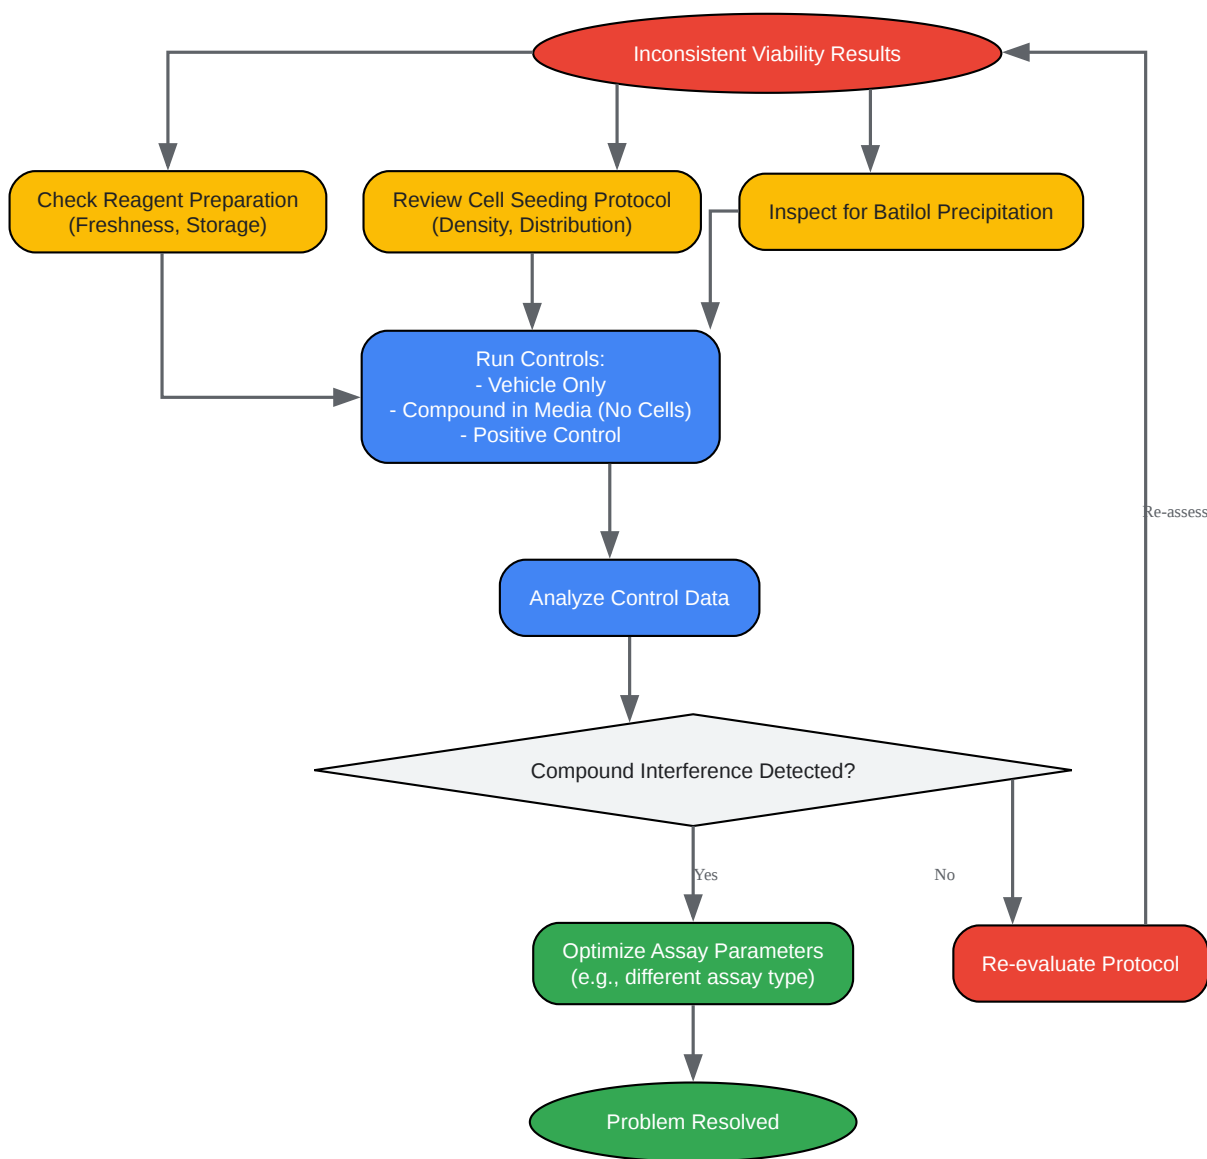 Inconsistent Viability Results
Check Reagent Preparation
(Freshness, Storage)
Review Cell Seeding Protocol
(Density, Distribution)
Inspect for Batilol Precipitation
Run Controls:
- Vehicle Only
- Compound in Media (No Cells)
- Positive Control
Re-assess
Analyze Control Data
Compound Interference Detected?
Yes
No
Optimize Assay Parameters
(e.g., different assay type)
Re-evaluate Protocol
Problem Resolved